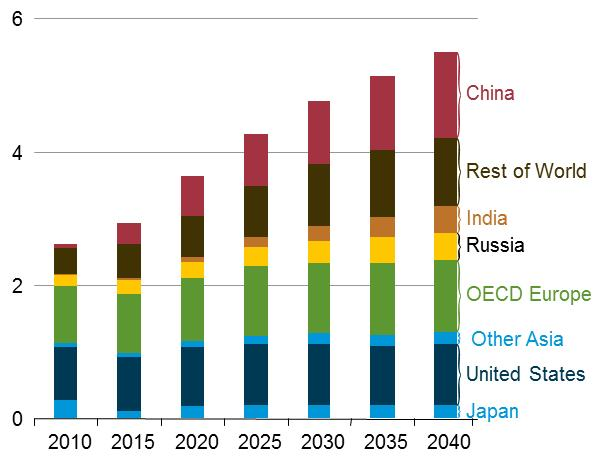 6
China
4
Rest of World
India
Russia
2
OECD Europe
Other Asia
United States
Japan
0
2010 2015 2020 2025 2030 2035 2040